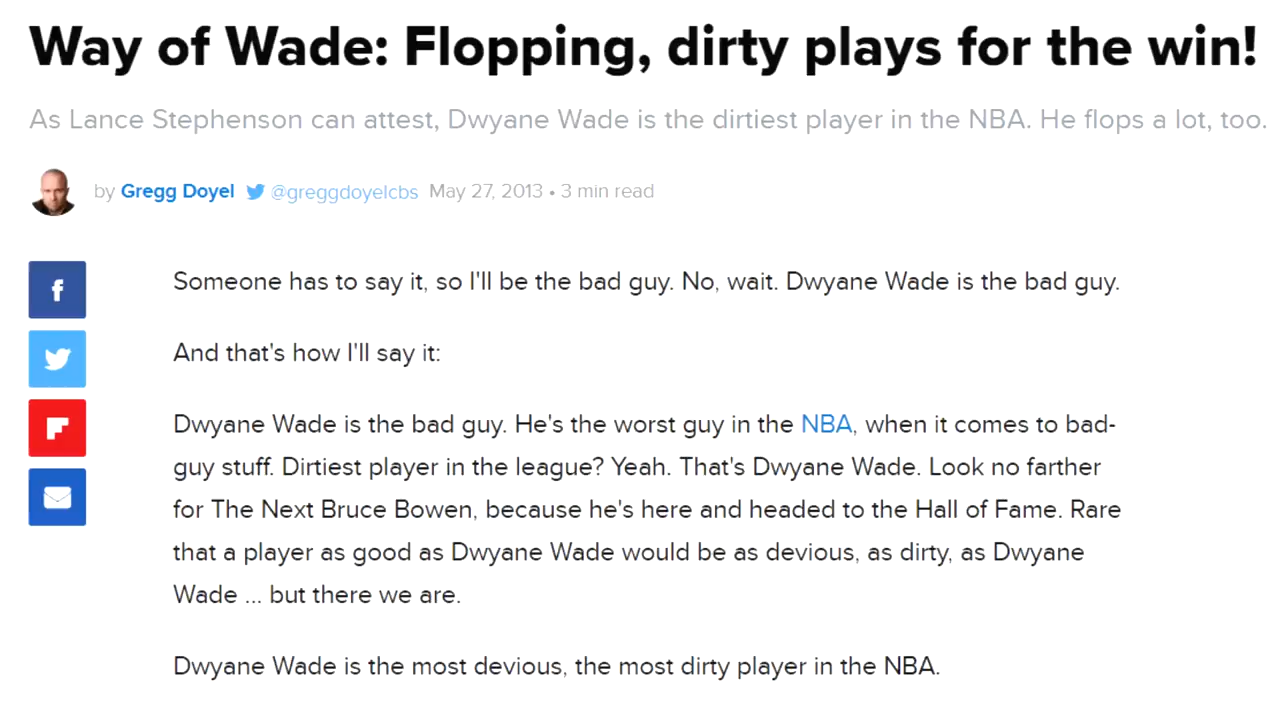 Way of Wade: Flopping, dirty plays for the win!
As Lance Stephenson can attest, Dwyane Wade is the dirtiest player in the NBA. He flops a lot, too.
by Gregg Doyel @greggdoyelcbs May 27, 2013 • 3 min read
f
Someone has to say it, so I'll be the bad guy. No, wait. Dwyane Wade is the bad guy.
And that's how I'll say it:
Dwyane Wade is the bad guy. He's the worst guy in the NBA, when it comes to bad-
guy stuff. Dirtiest player in the league? Yeah. That's Dwyane Wade. Look no farther
for The Next Bruce Bowen, because he's here and headed to the Hall of Fame. Rare
that a player as good as Dwyane Wade would be as devious, as dirty, as Dwyane
Wade ... but there we are.
Dwyane Wade is the most devious, the most dirty player in the NBA.